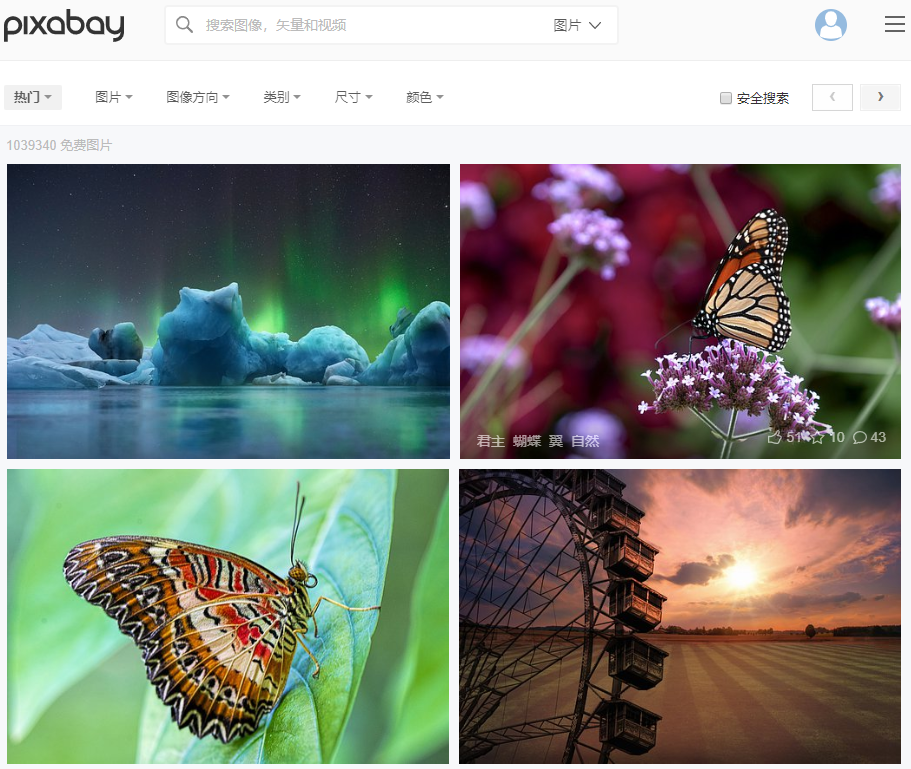 pixabay
搜索图像，矢量和视频
图片
热门
图片
图像方向
类别
尺寸
颜色
安全搜索
1039340 免费图片
君主 蝴蝶 翼 自然
51 10 43